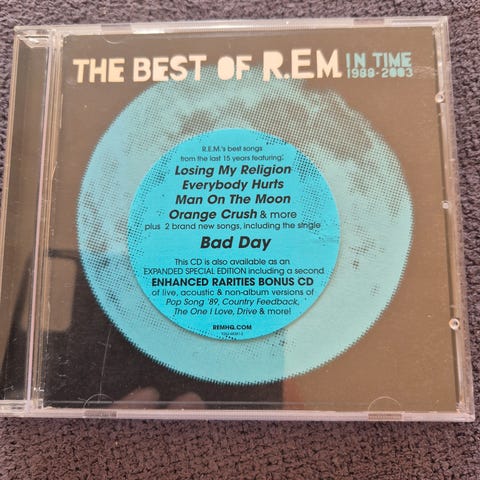 THE BEST OF R.E.M. IN TIME
1988-2003
R.E.M.'s best songs
from the last 15 years featuring:
Losing My Religion
Everybody Hurts
Man On The Moon
Orange Crush & more
plus 2 brand new songs, including the single
Bad Day
This CD is also available as an
EXPANDED SPECIAL EDITION including a second
ENHANCED RARITIES BONUS CD
of live, acoustic & non-album versions of
Pop Song '89, Country Feedback,
The One I Love, Drive & more!
REMHQ.COM